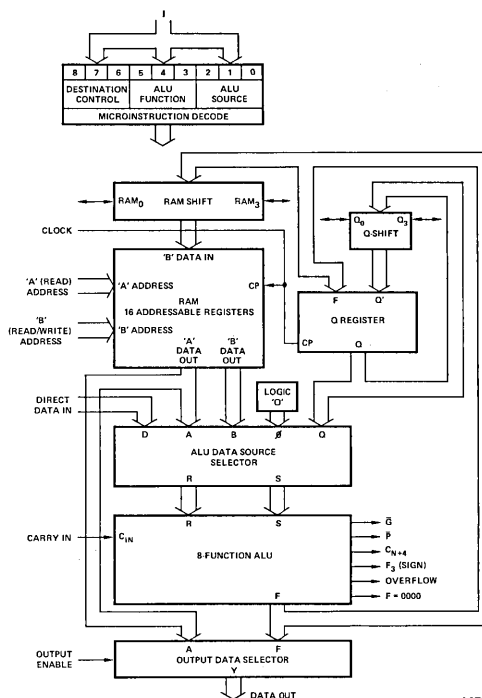 I
8 7 6 5 4 3 2 1 0
DESTINATION CONTROL
ALU FUNCTION
ALU SOURCE
MICROINSTRUCTION DECODE
RAM0 RAM SHIFT RAM3
Q0 Q3
Q-SHIFT
CLOCK
'B' DATA IN
'A' (READ) ADDRESS
'A' ADDRESS
CP
RAM
16 ADDRESSABLE REGISTERS
'B' (READ/WRITE) ADDRESS
'B' ADDRESS
'A' DATA OUT
'B' DATA OUT
F Q'
Q REGISTER
CP Q
LOGIC '0'
DIRECT DATA IN
D A B Ø Q
ALU DATA SOURCE SELECTOR
R S
R S
CARRY IN
CIN
8-FUNCTION ALU
F
G̅
P̅
CN+4
F3 (SIGN)
OVERFLOW
F = 0000
A F
OUTPUT ENABLE
OUTPUT DATA SELECTOR
Y
DATA OUT